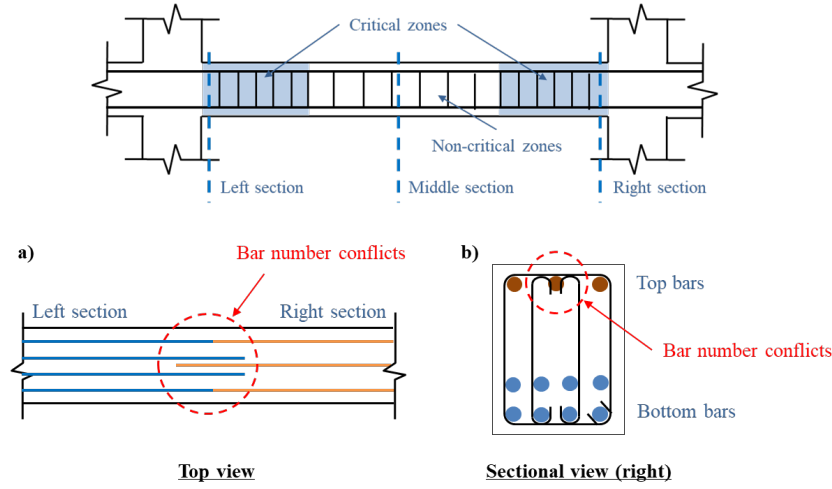 Critical zones
Non-critical zones
Left section
Middle section
Right section
a)
Bar number conflicts
b)
Left section
Right section
Top bars
Bar number conflicts
Bottom bars
Top view
Sectional view (right)